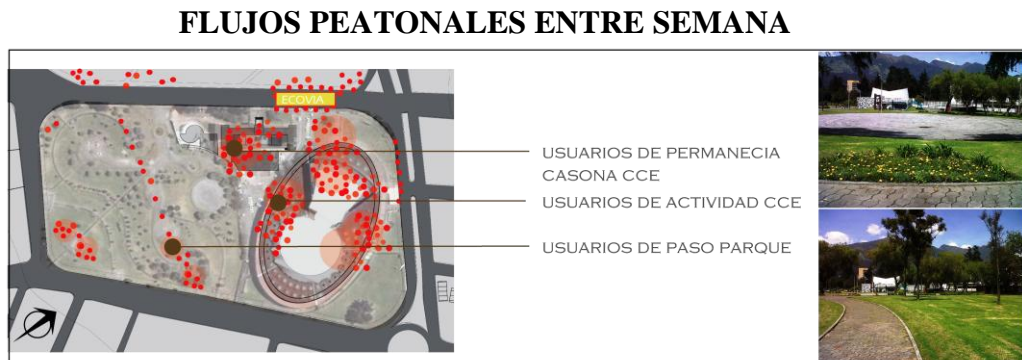 FLUJOS PEATONALES ENTRE SEMANA
ECOVIA
USUARIOS DE PERMANECIA
CASONA CCE
USUARIOS DE ACTIVIDAD CCE
USUARIOS DE PASO PARQUE